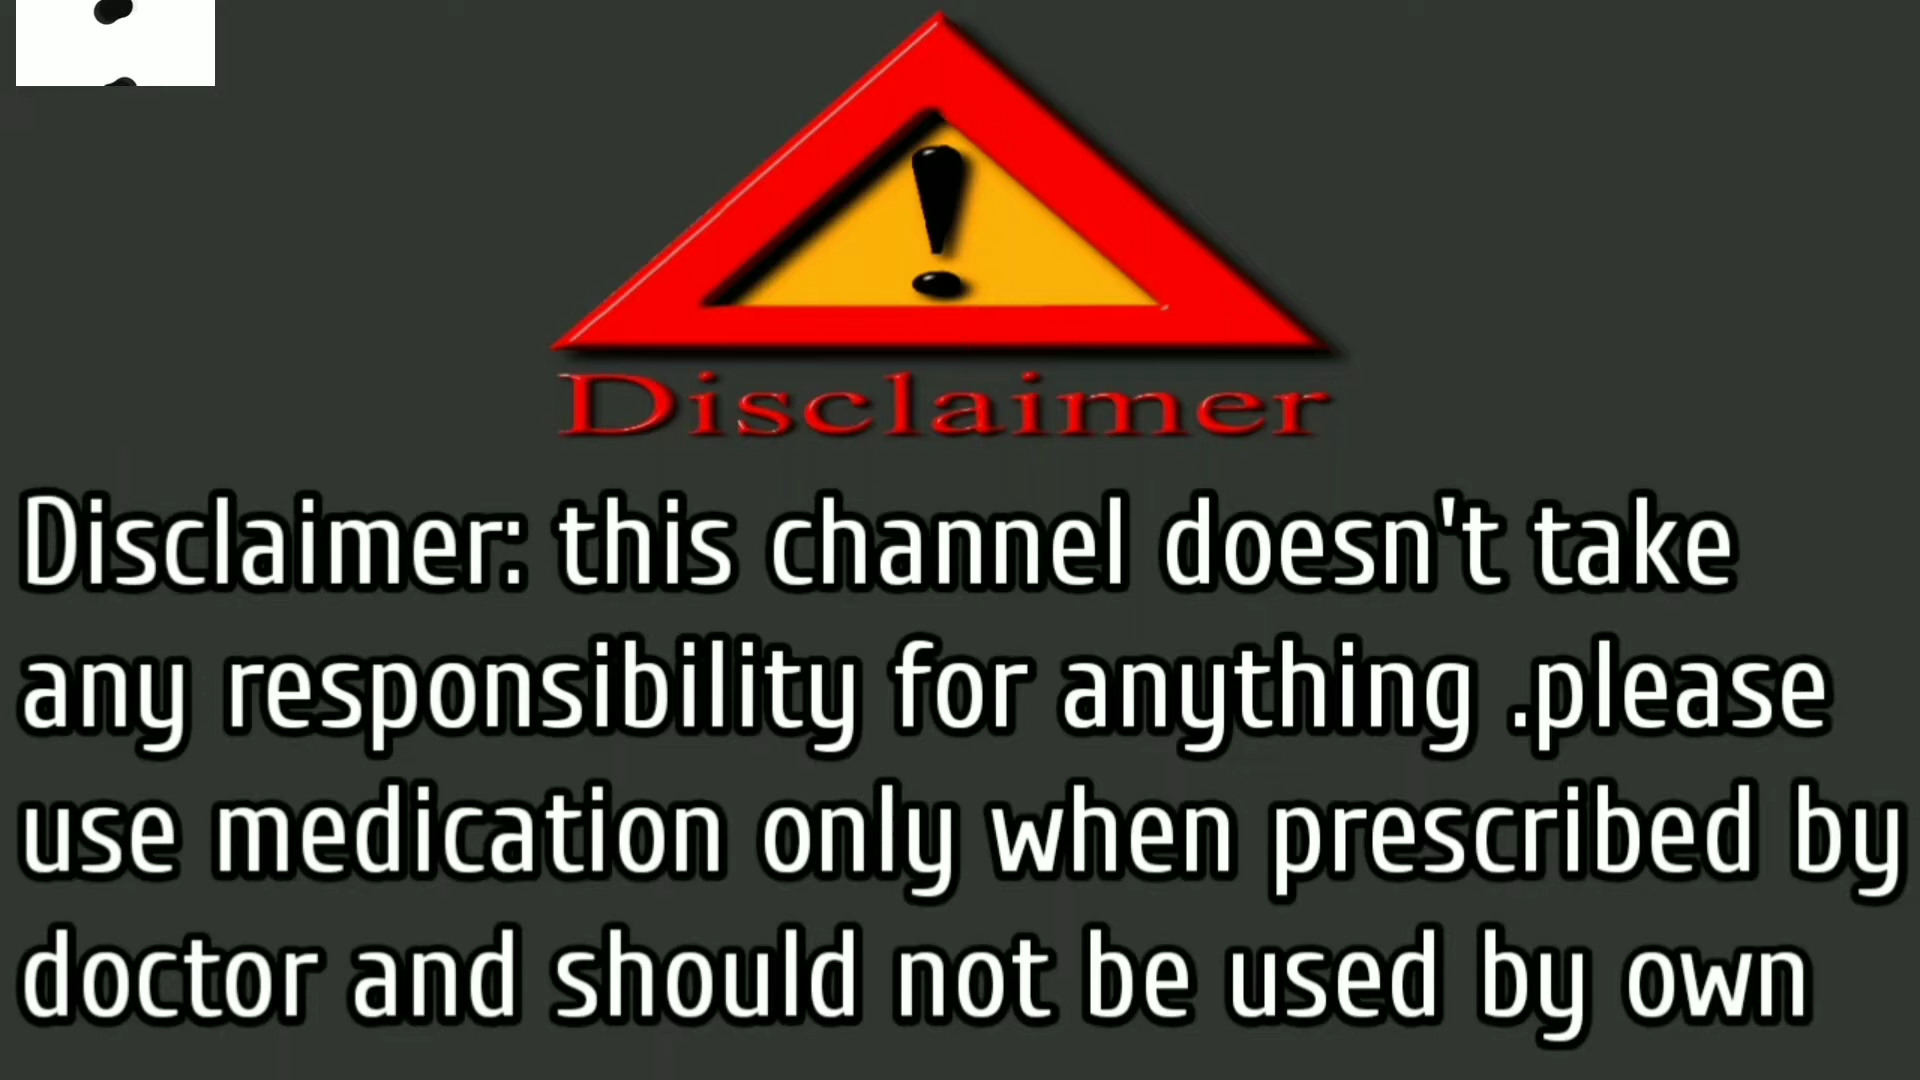 Disclaimer
Disclaimer: this channel doesn't take
any responsibility for anything .please
use medication only when prescribed by
doctor and should not be used by own